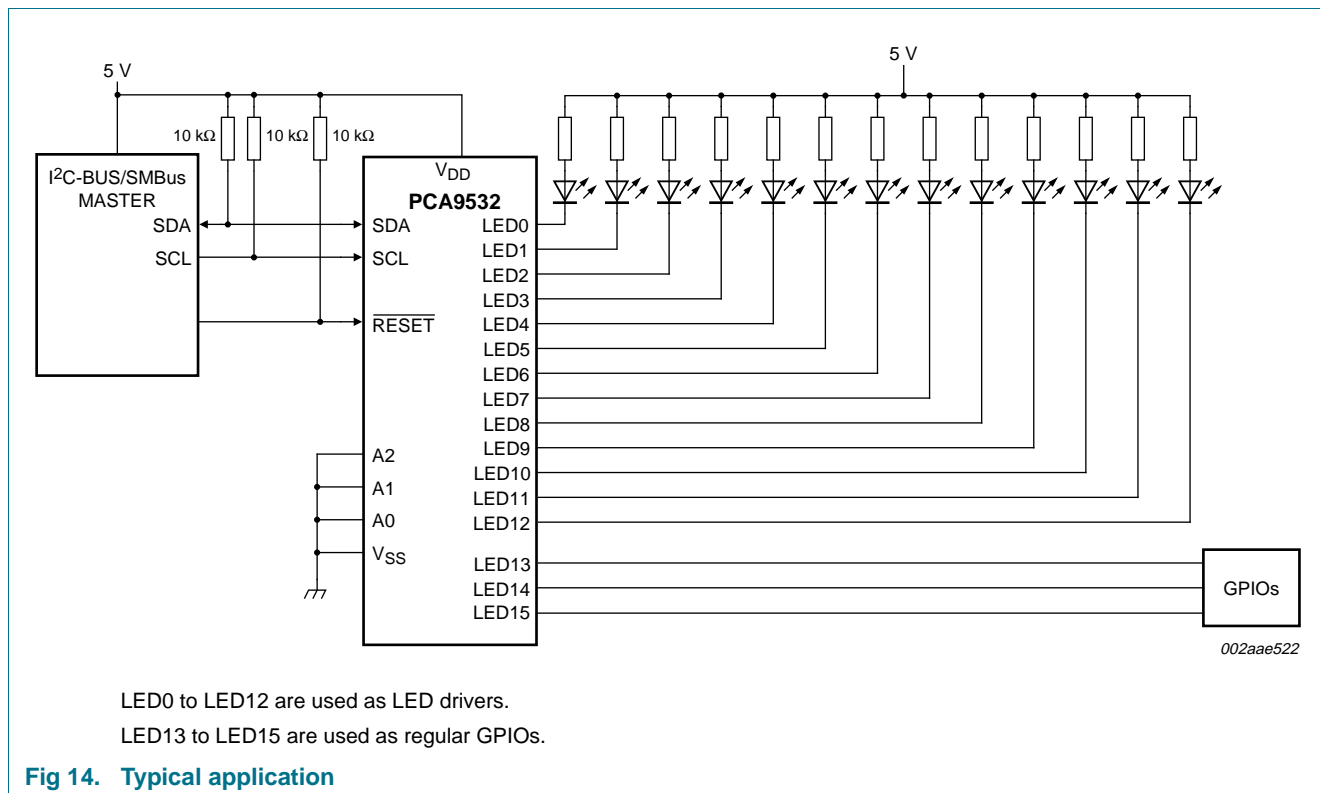 5 V
5 V
10 kΩ 10 kΩ 10 kΩ
I²C-BUS/SMBus
MASTER
SDA
SCL
VDD
PCA9532
SDA
SCL
RESET
A2
A1
A0
VSS
LED0
LED1
LED2
LED3
LED4
LED5
LED6
LED7
LED8
LED9
LED10
LED11
LED12
LED13
LED14
LED15
GPIOs
002aae522
LED0 to LED12 are used as LED drivers.
LED13 to LED15 are used as regular GPIOs.
Fig 14. Typical application